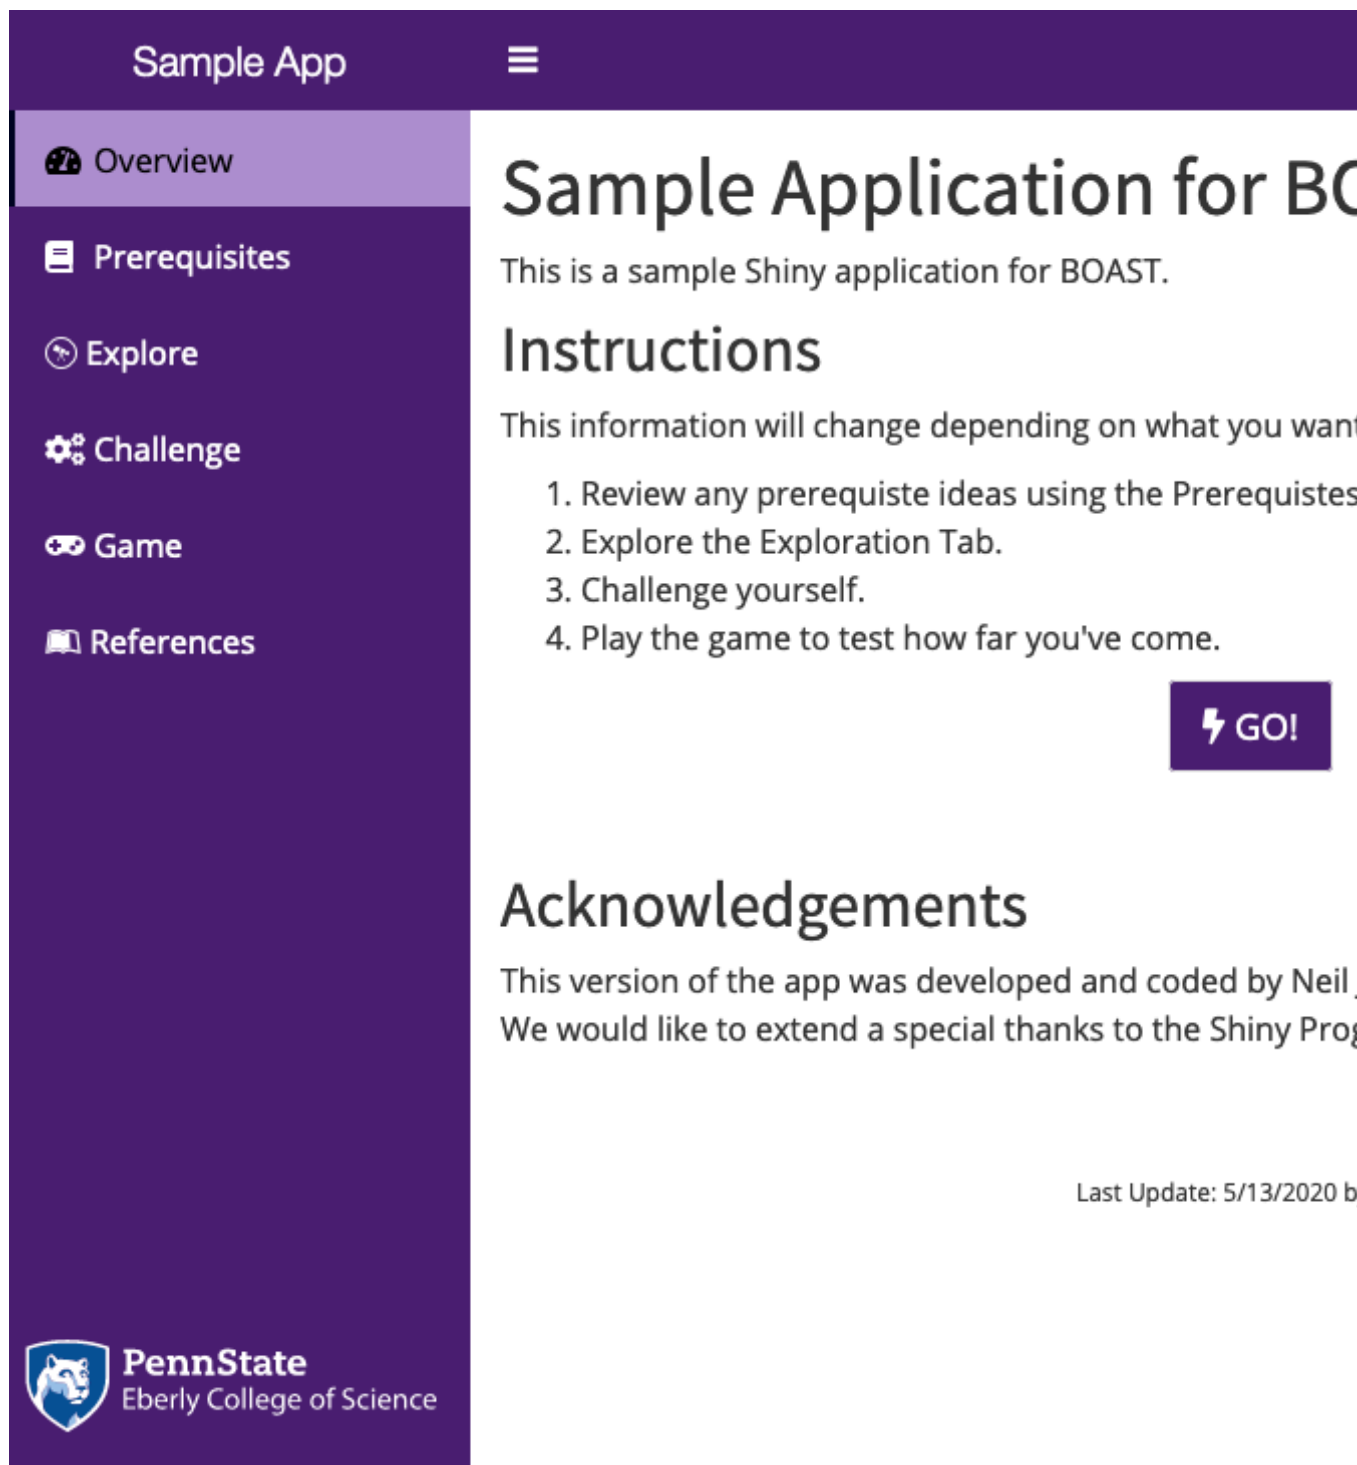 Sample App
Overview
Prerequisites
Explore
Challenge
Game
References
PennState
Eberly College of Science
Sample Application for BO
This is a sample Shiny application for BOAST.
Instructions
This information will change depending on what you want
1. Review any prerequiste ideas using the Prerequistes
2. Explore the Exploration Tab.
3. Challenge yourself.
4. Play the game to test how far you've come.
GO!
Acknowledgements
This version of the app was developed and coded by Neil
We would like to extend a special thanks to the Shiny Prog
Last Update: 5/13/2020 b